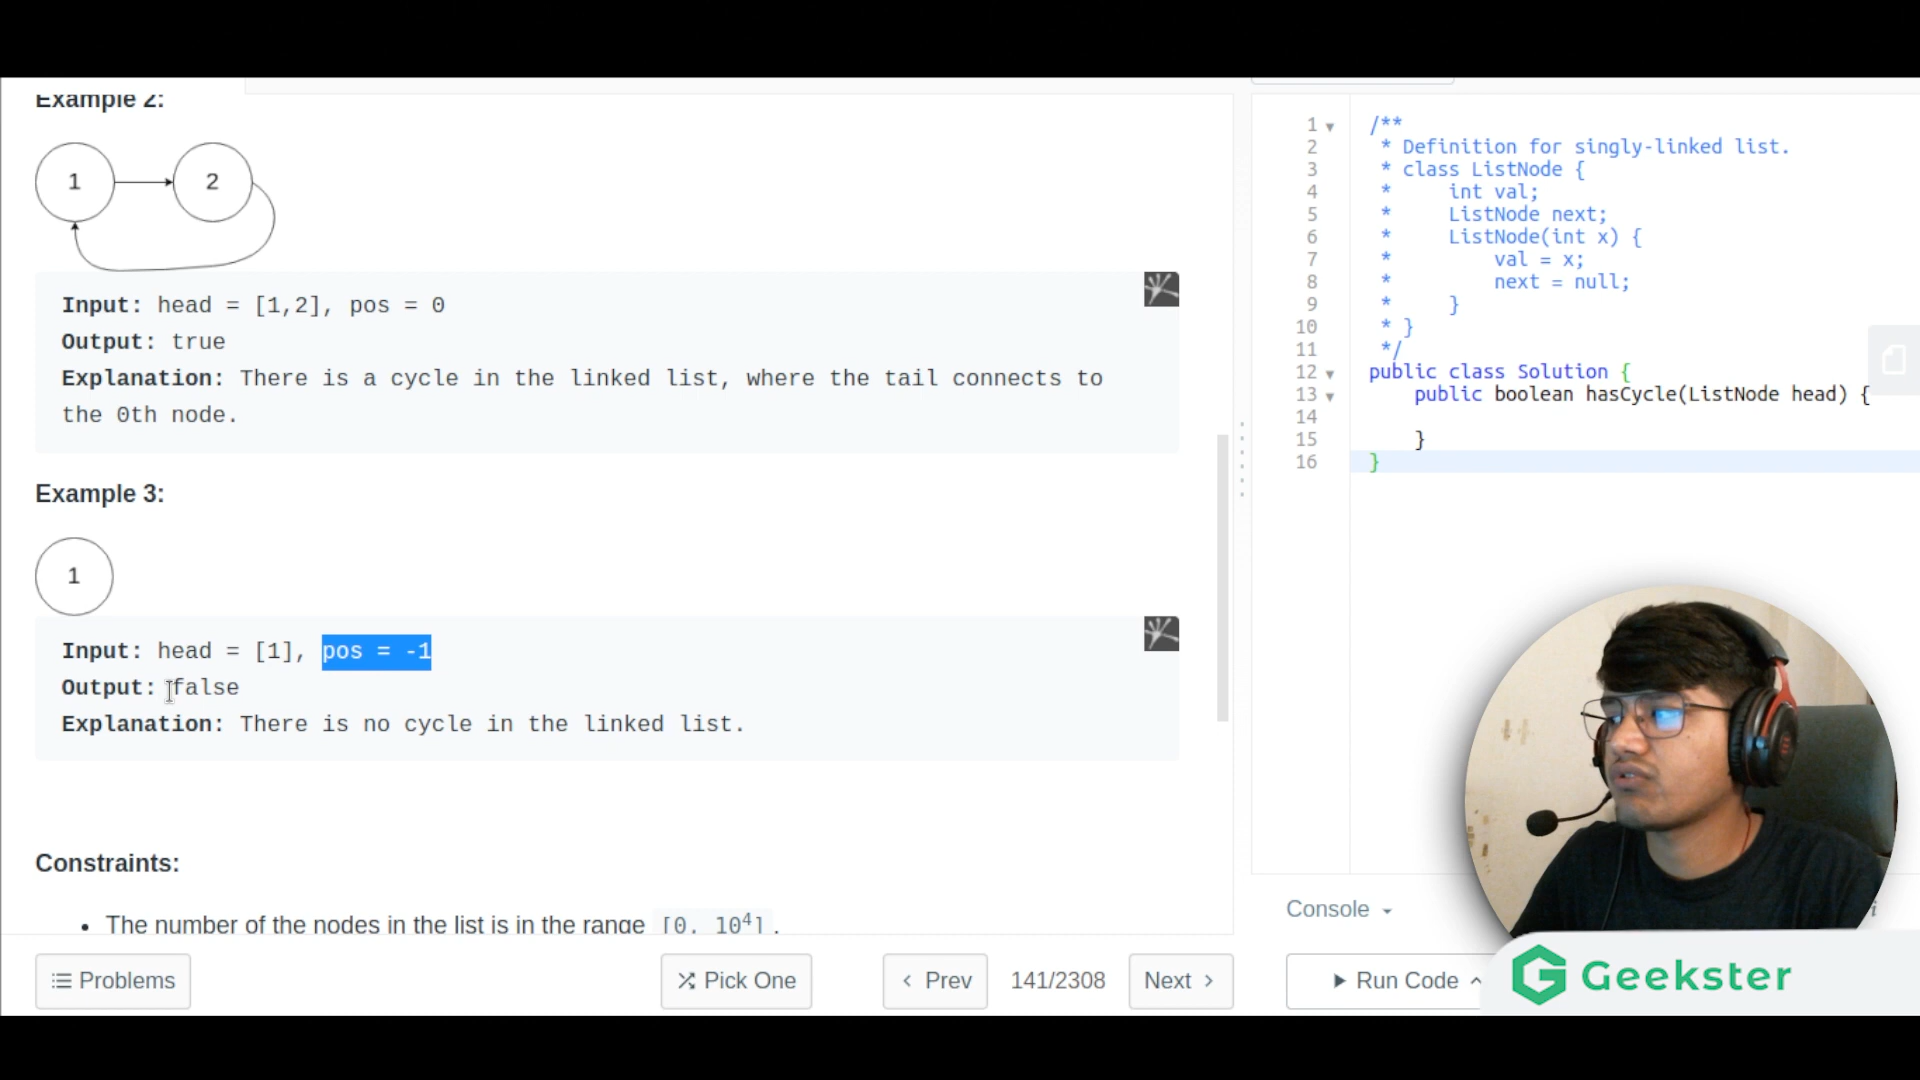 Example 2:
1
2
Input: head = [1,2], pos = 0
Output: true
Explanation: There is a cycle in the linked list, where the tail connects to
the 0th node.
Example 3:
1
Input: head = [1], pos = -1
Output: false
Explanation: There is no cycle in the linked list.
Constraints:
The number of the nodes in the list is in the range [0, 10⁴].
Problems
Pick One
Prev
141/2308
Next
1 /**
2 * Definition for singly-linked list.
3 * class ListNode {
4 *     int val;
5 *     ListNode next;
6 *     ListNode(int x) {
7 *         val = x;
8 *         next = null;
9 *     }
10 * }
11 */
12 public class Solution {
13     public boolean hasCycle(ListNode head) {
14
15     }
16 }
Console
Run Code
Geekster